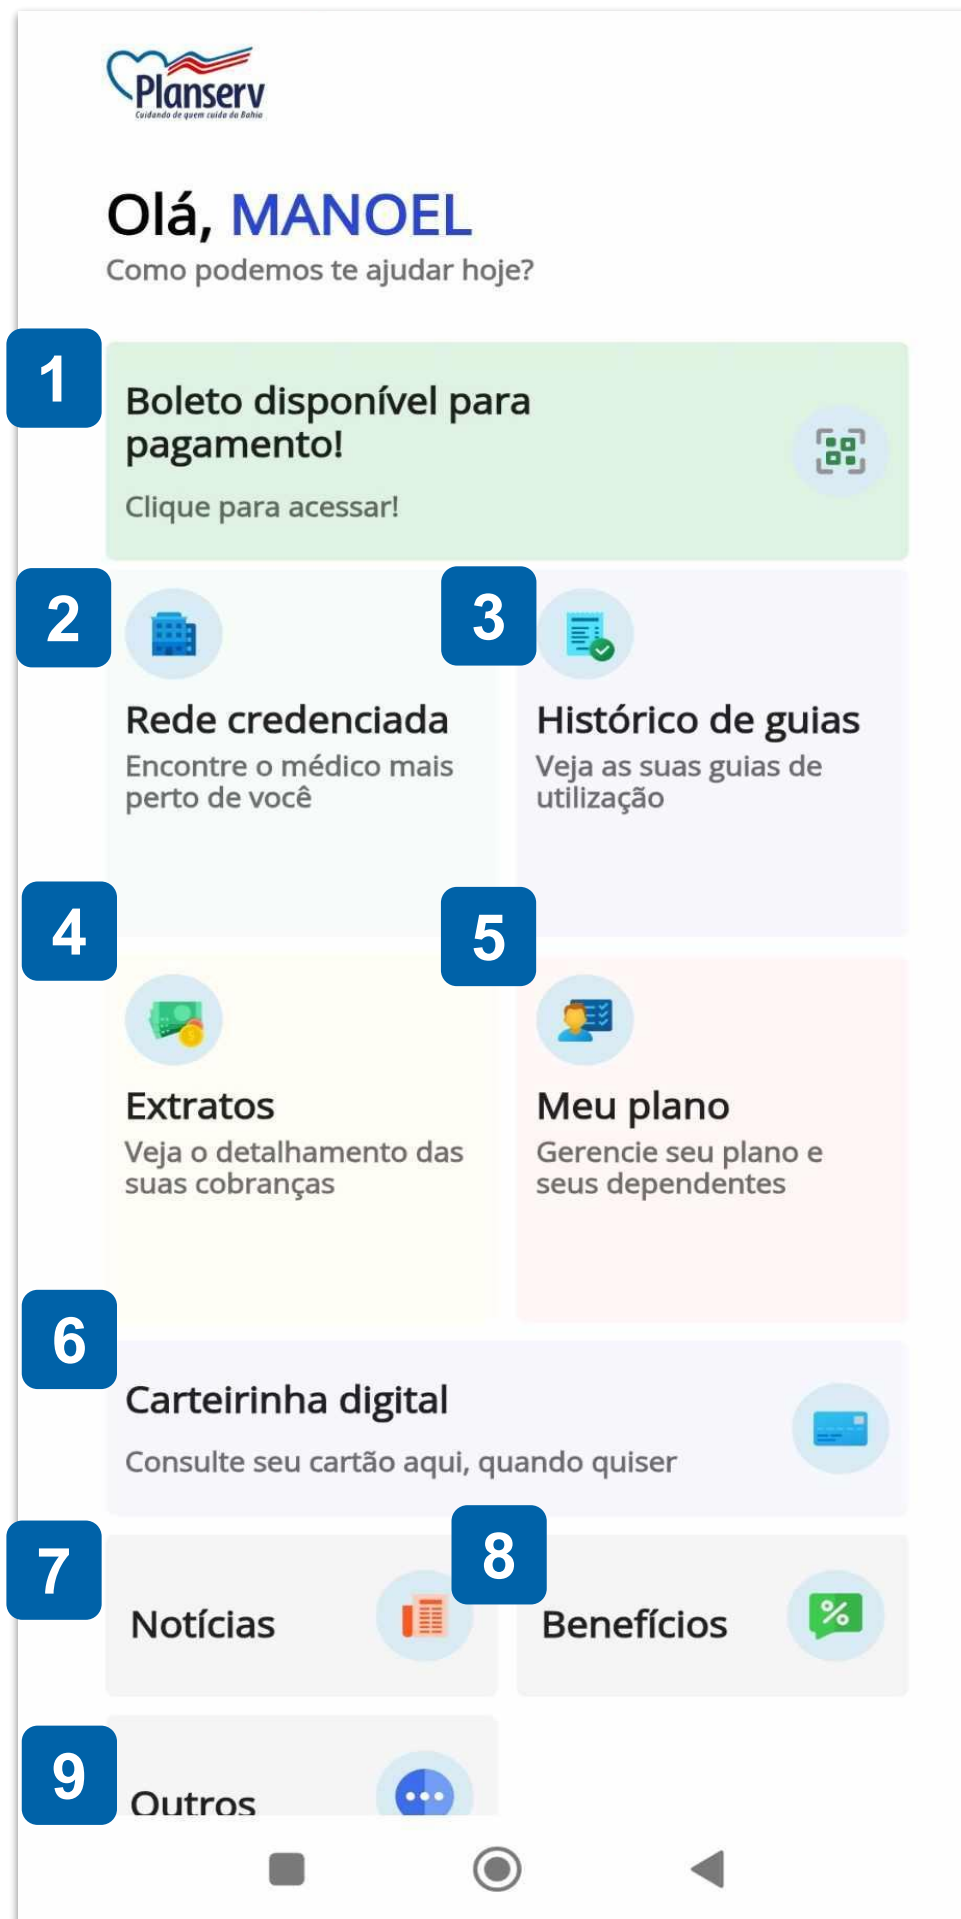 Planserv
Cuidando de quem cuida da Bahia
Olá, MANOEL
Como podemos te ajudar hoje?
1
Boleto disponível para
pagamento!
Clique para acessar!
2
Rede credenciada
Encontre o médico mais
perto de você
3
Histórico de guias
Veja as suas guias de
utilização
4
Extratos
Veja o detalhamento das
suas cobranças
5
Meu plano
Gerencie seu plano e
seus dependentes
6
Carteirinha digital
Consulte seu cartão aqui, quando quiser
7
Notícias
8
Benefícios
%
9
Outros